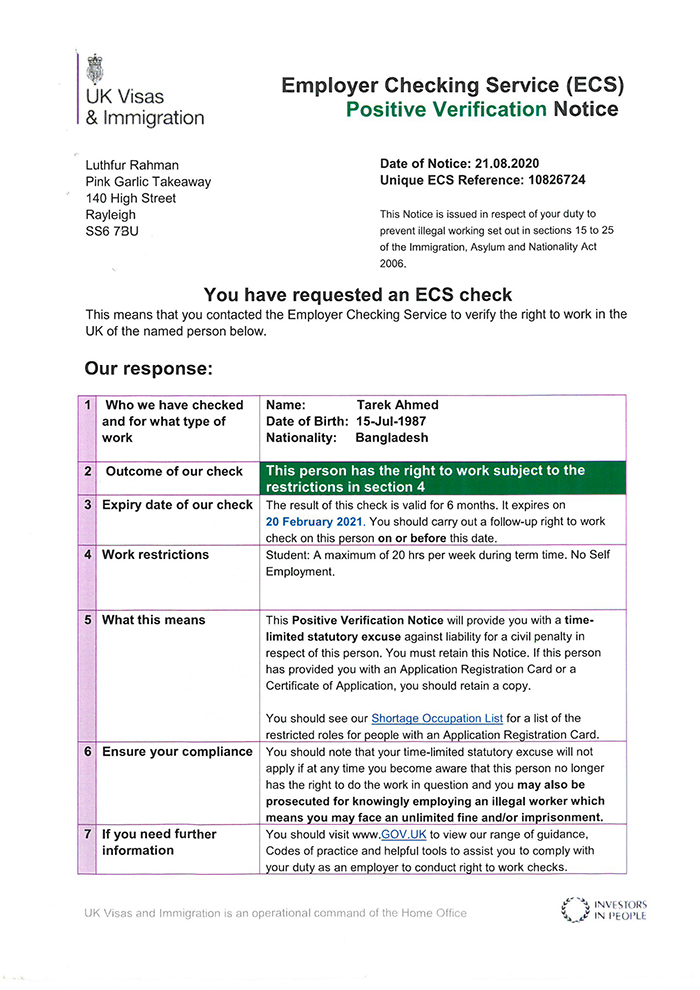 UK Visas
& Immigration
Employer Checking Service (ECS)
Positive Verification Notice
Luthfur Rahman
Pink Garlic Takeaway
140 High Street
Rayleigh
SS6 7BU
Date of Notice: 21.08.2020
Unique ECS Reference: 10826724
This Notice is issued in respect of your duty to
prevent illegal working set out in sections 15 to 25
of the Immigration, Asylum and Nationality Act
2006.
You have requested an ECS check
This means that you contacted the Employer Checking Service to verify the right to work in the
UK of the named person below.
Our response:
1 Who we have checked
and for what type of
work
Name: Tarek Ahmed
Date of Birth: 15-Jul-1987
Nationality: Bangladesh
2 Outcome of our check
This person has the right to work subject to the
restrictions in section 4
3 Expiry date of our check
The result of this check is valid for 6 months. It expires on
20 February 2021. You should carry out a follow-up right to work
check on this person on or before this date.
4 Work restrictions
Student: A maximum of 20 hrs per week during term time. No Self
Employment.
5 What this means
This Positive Verification Notice will provide you with a time-
limited statutory excuse against liability for a civil penalty in
respect of this person. You must retain this Notice. If this person
has provided you with an Application Registration Card or a
Certificate of Application, you should retain a copy.
You should see our Shortage Occupation List for a list of the
restricted roles for people with an Application Registration Card.
6 Ensure your compliance
You should note that your time-limited statutory excuse will not
apply if at any time you become aware that this person no longer
has the right to do the work in question and you may also be
prosecuted for knowingly employing an illegal worker which
means you may face an unlimited fine and/or imprisonment.
7 If you need further
information
You should visit www.GOV.UK to view our range of guidance,
Codes of practice and helpful tools to assist you to comply with
your duty as an employer to conduct right to work checks.
UK Visas and Immigration is an operational command of the Home Office
INVESTORS
IN PEOPLE